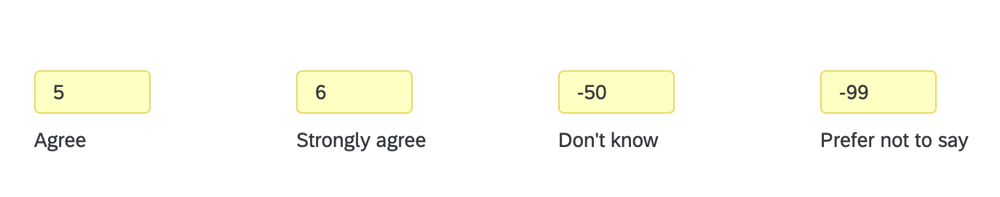 5 6 -50 -99
Agree Strongly agree Don't know Prefer not to say